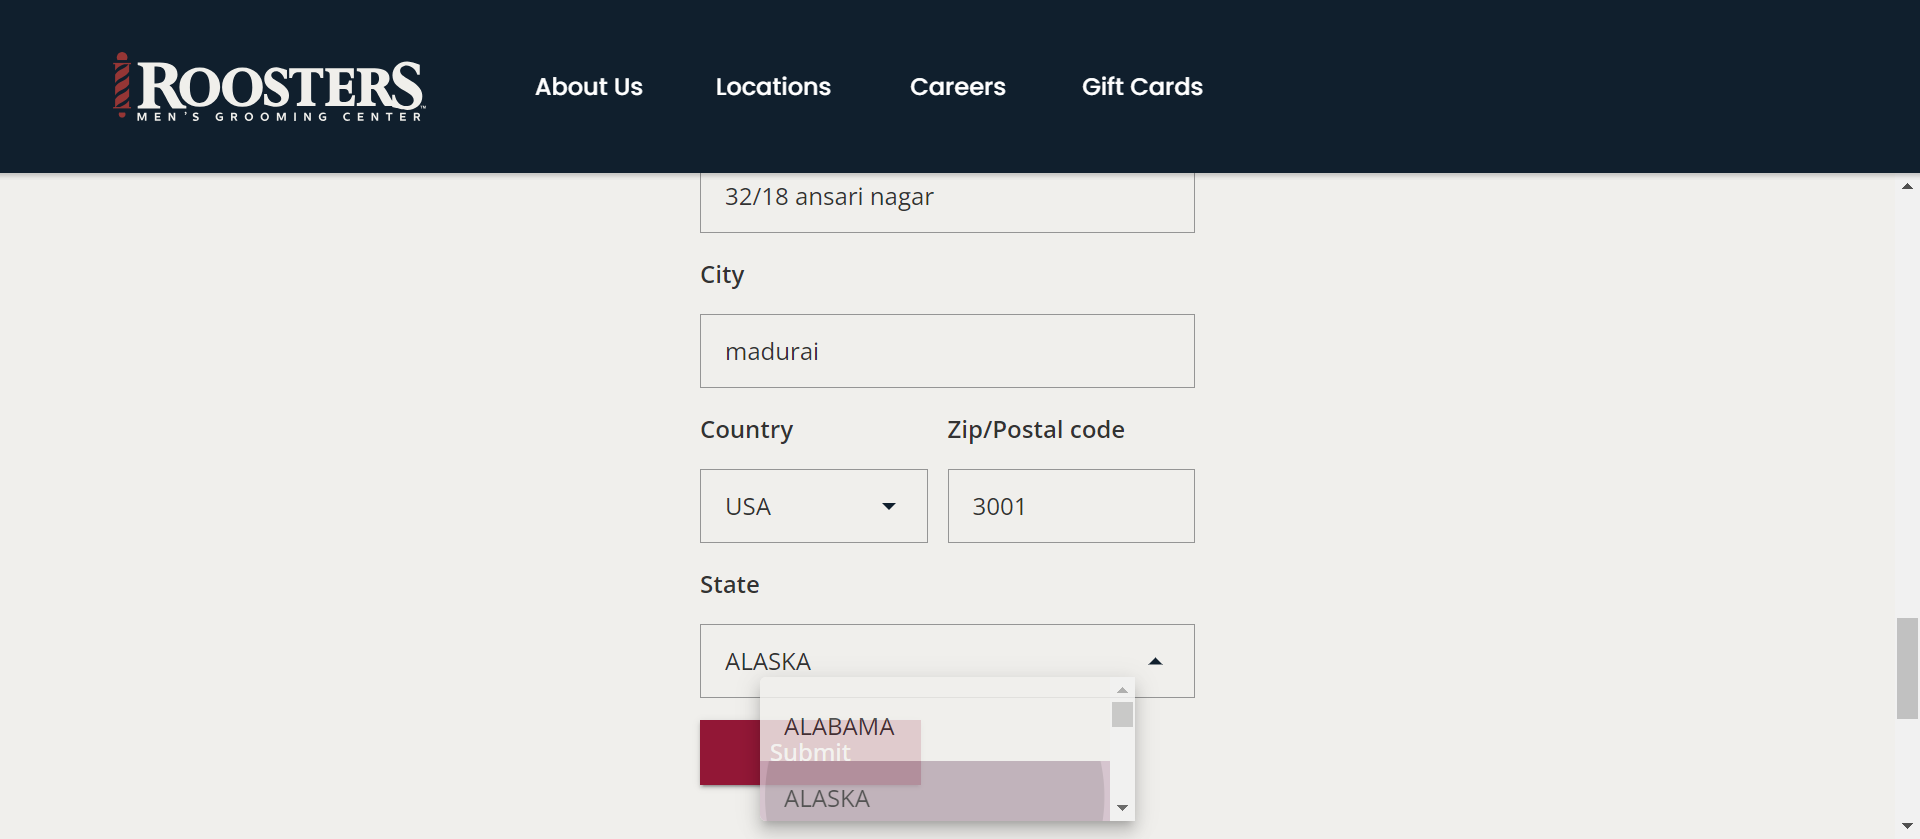 ROOSTERS™
MEN'S GROOMING CENTER
About Us
Locations
Careers
Gift Cards
32/18 ansari nagar
City
madurai
Country
Zip/Postal code
USA
3001
State
ALASKA
ALABAMA
Submit
ALASKA